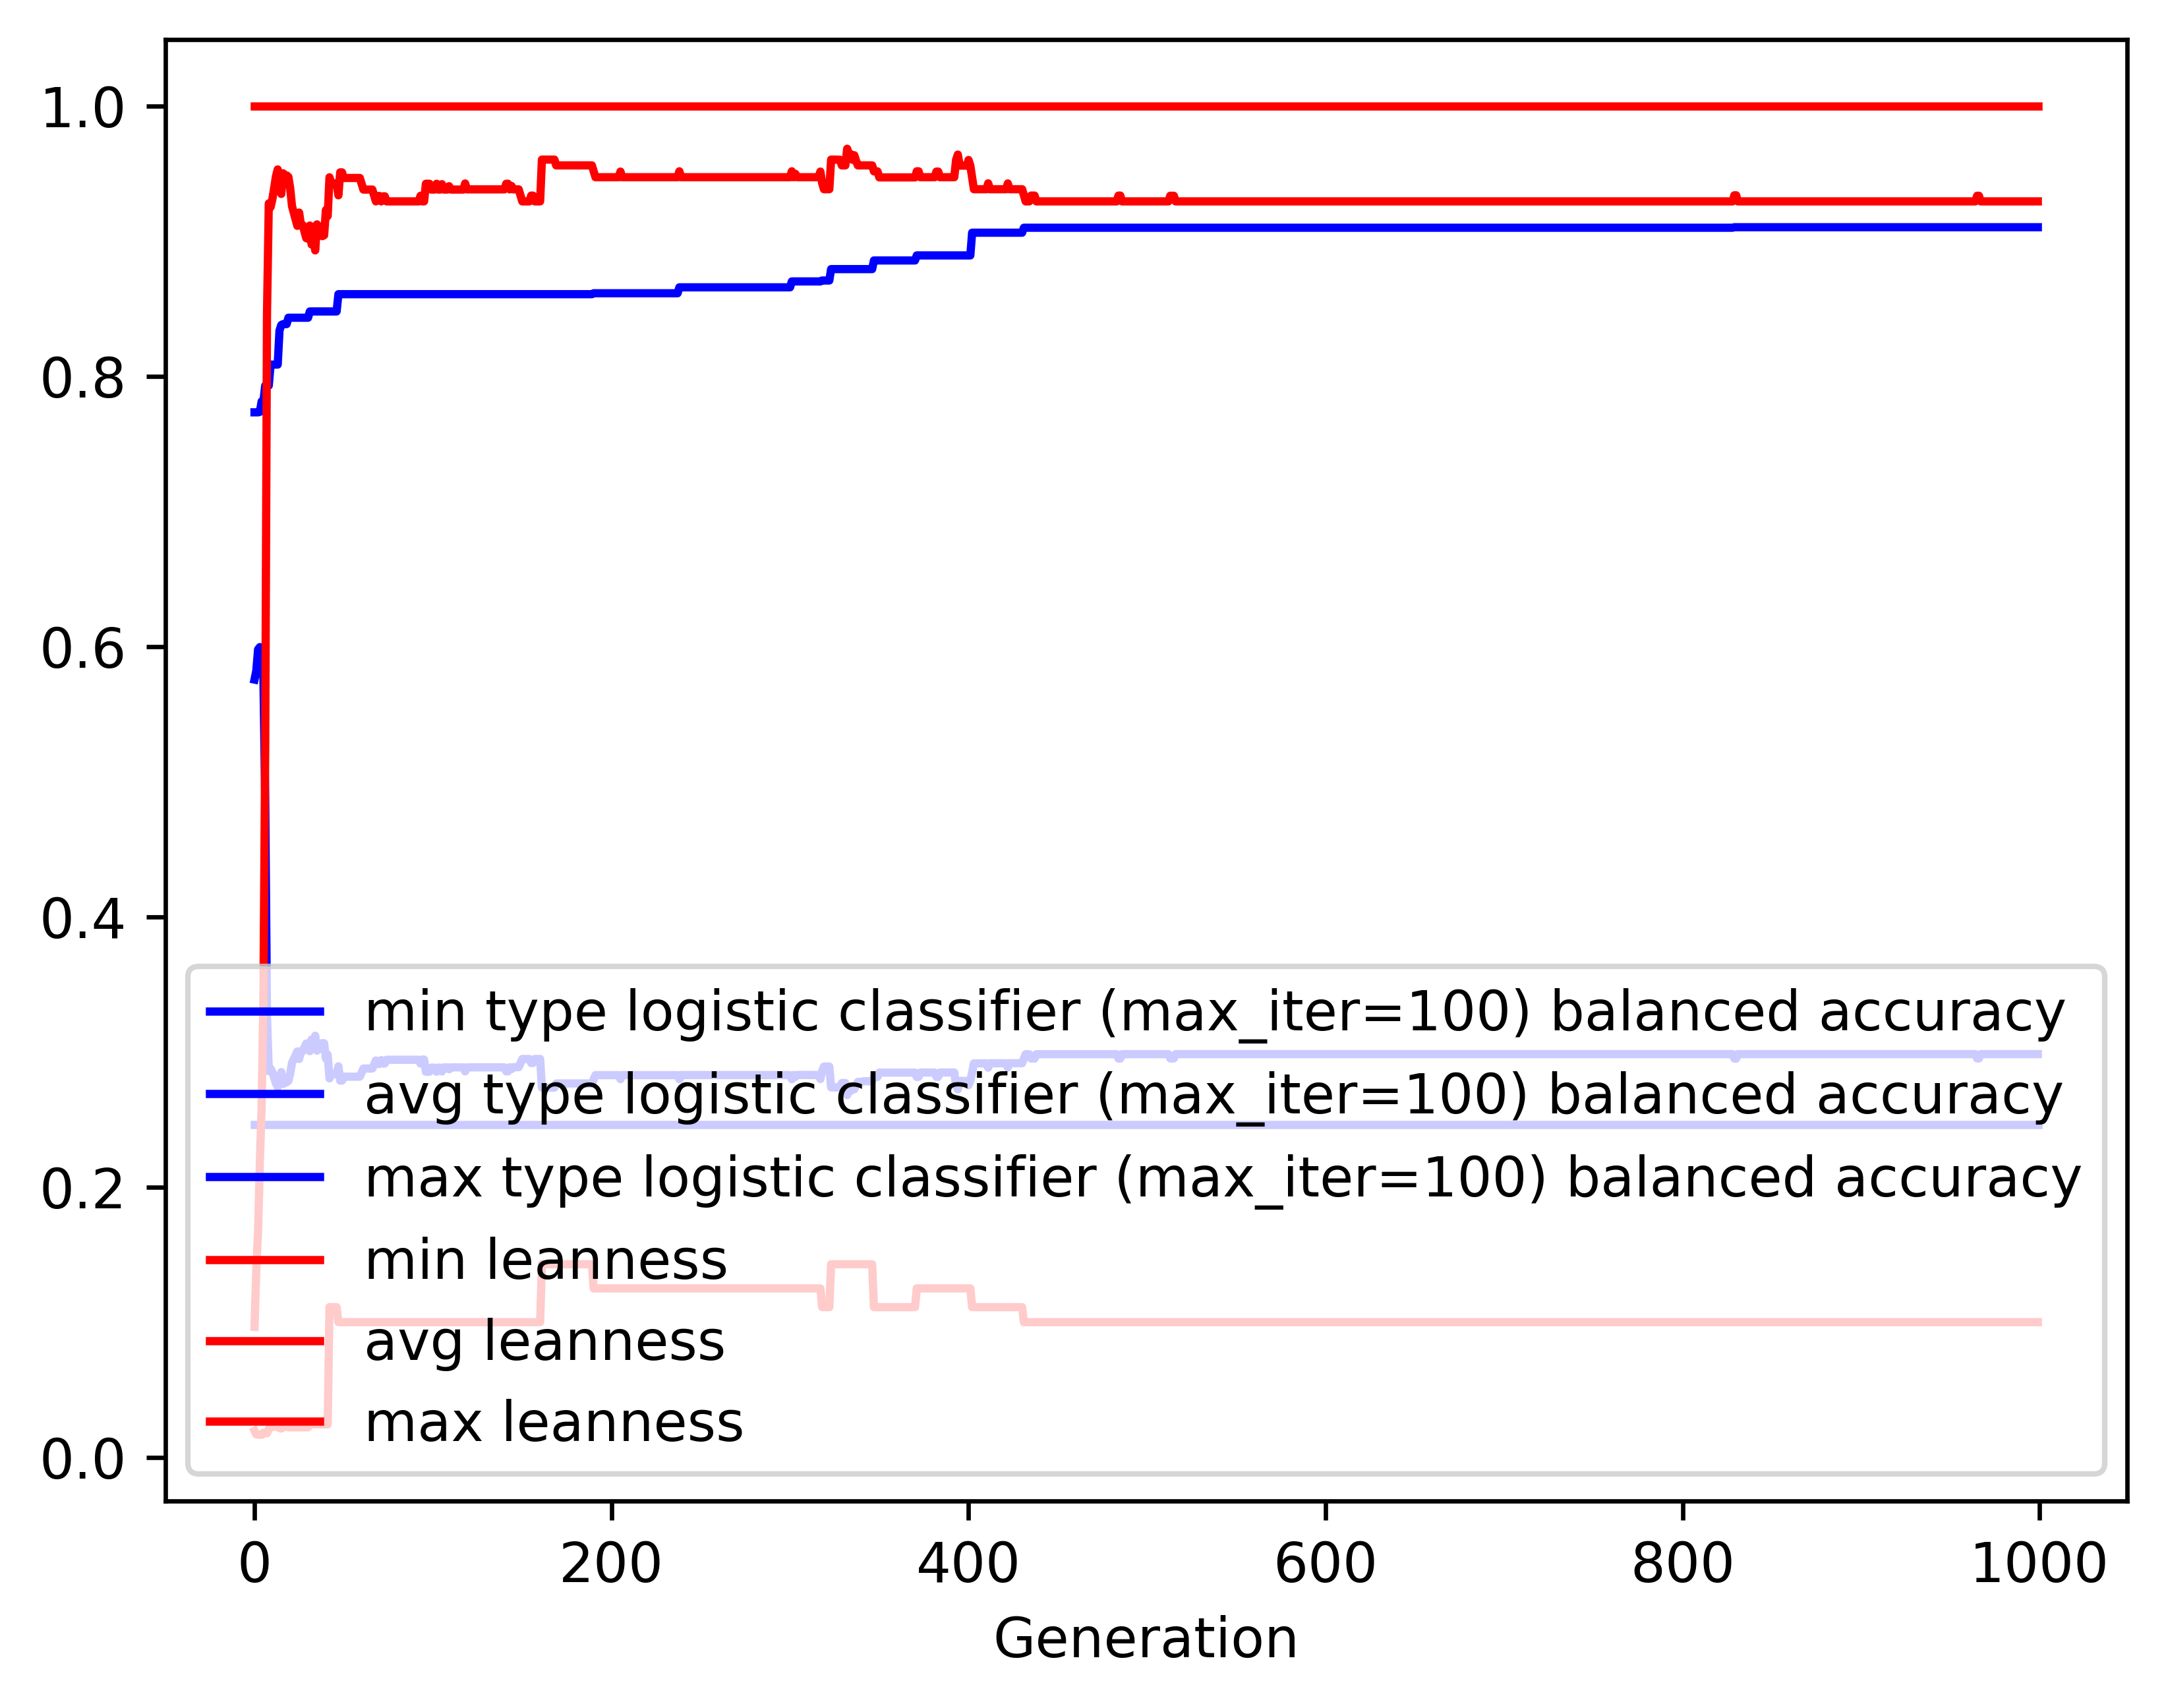 1.0
0.8
0.6
0.4
0.2
0.0
min type logistic classifier (max_iter=100) balanced accuracy
avg type logistic classifier (max_iter=100) balanced accuracy
max type logistic classifier (max_iter=100) balanced accuracy
min leanness
avg leanness
max leanness
0 200 400 600 800 1000
Generation